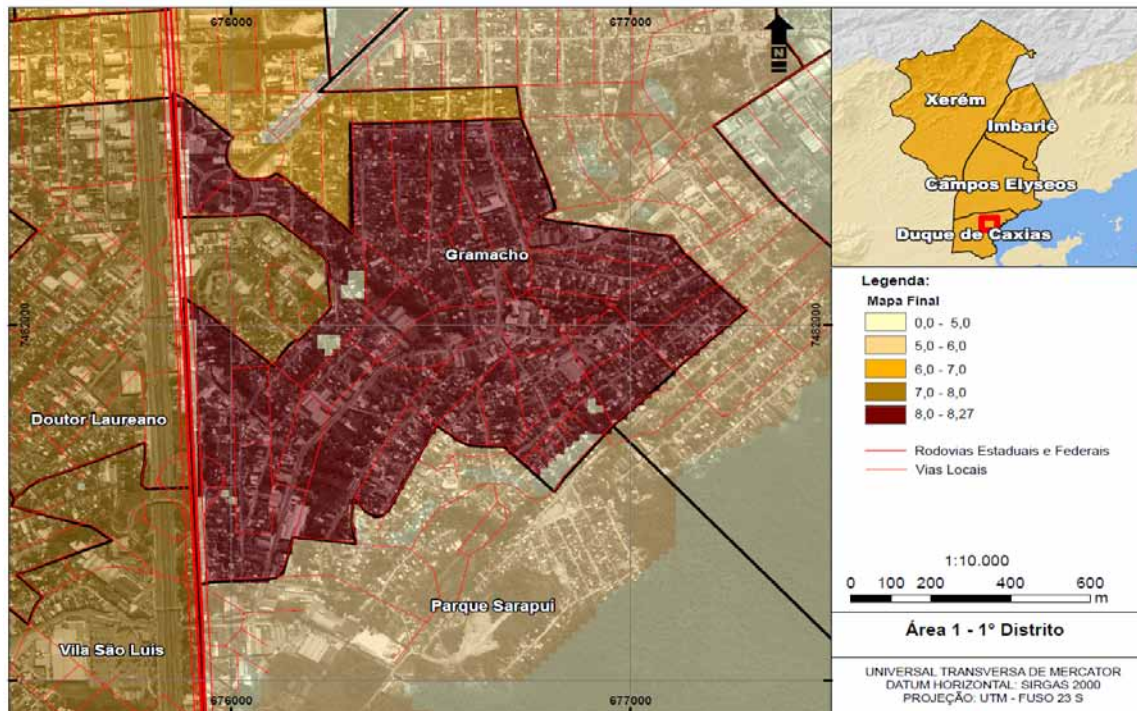 676000
677000
N
7482000
7482000
Gramacho
Doutor Laureano
Parque Sarapuí
Vila São Luis
676000
677000
Xerém
Imbariê
Campos Elyseos
Duque de Caxias
Legenda:
Mapa Final
0,0 - 5,0
5,0 - 6,0
6,0 - 7,0
7,0 - 8,0
8,0 - 8,27
Rodovias Estaduais e Federais
Vias Locais
1:10.000
0 100 200 400 600
m
Área 1 - 1º Distrito
UNIVERSAL TRANSVERSA DE MERCATOR
DATUM HORIZONTAL: SIRGAS 2000
PROJEÇÃO: UTM - FUSO 23 S